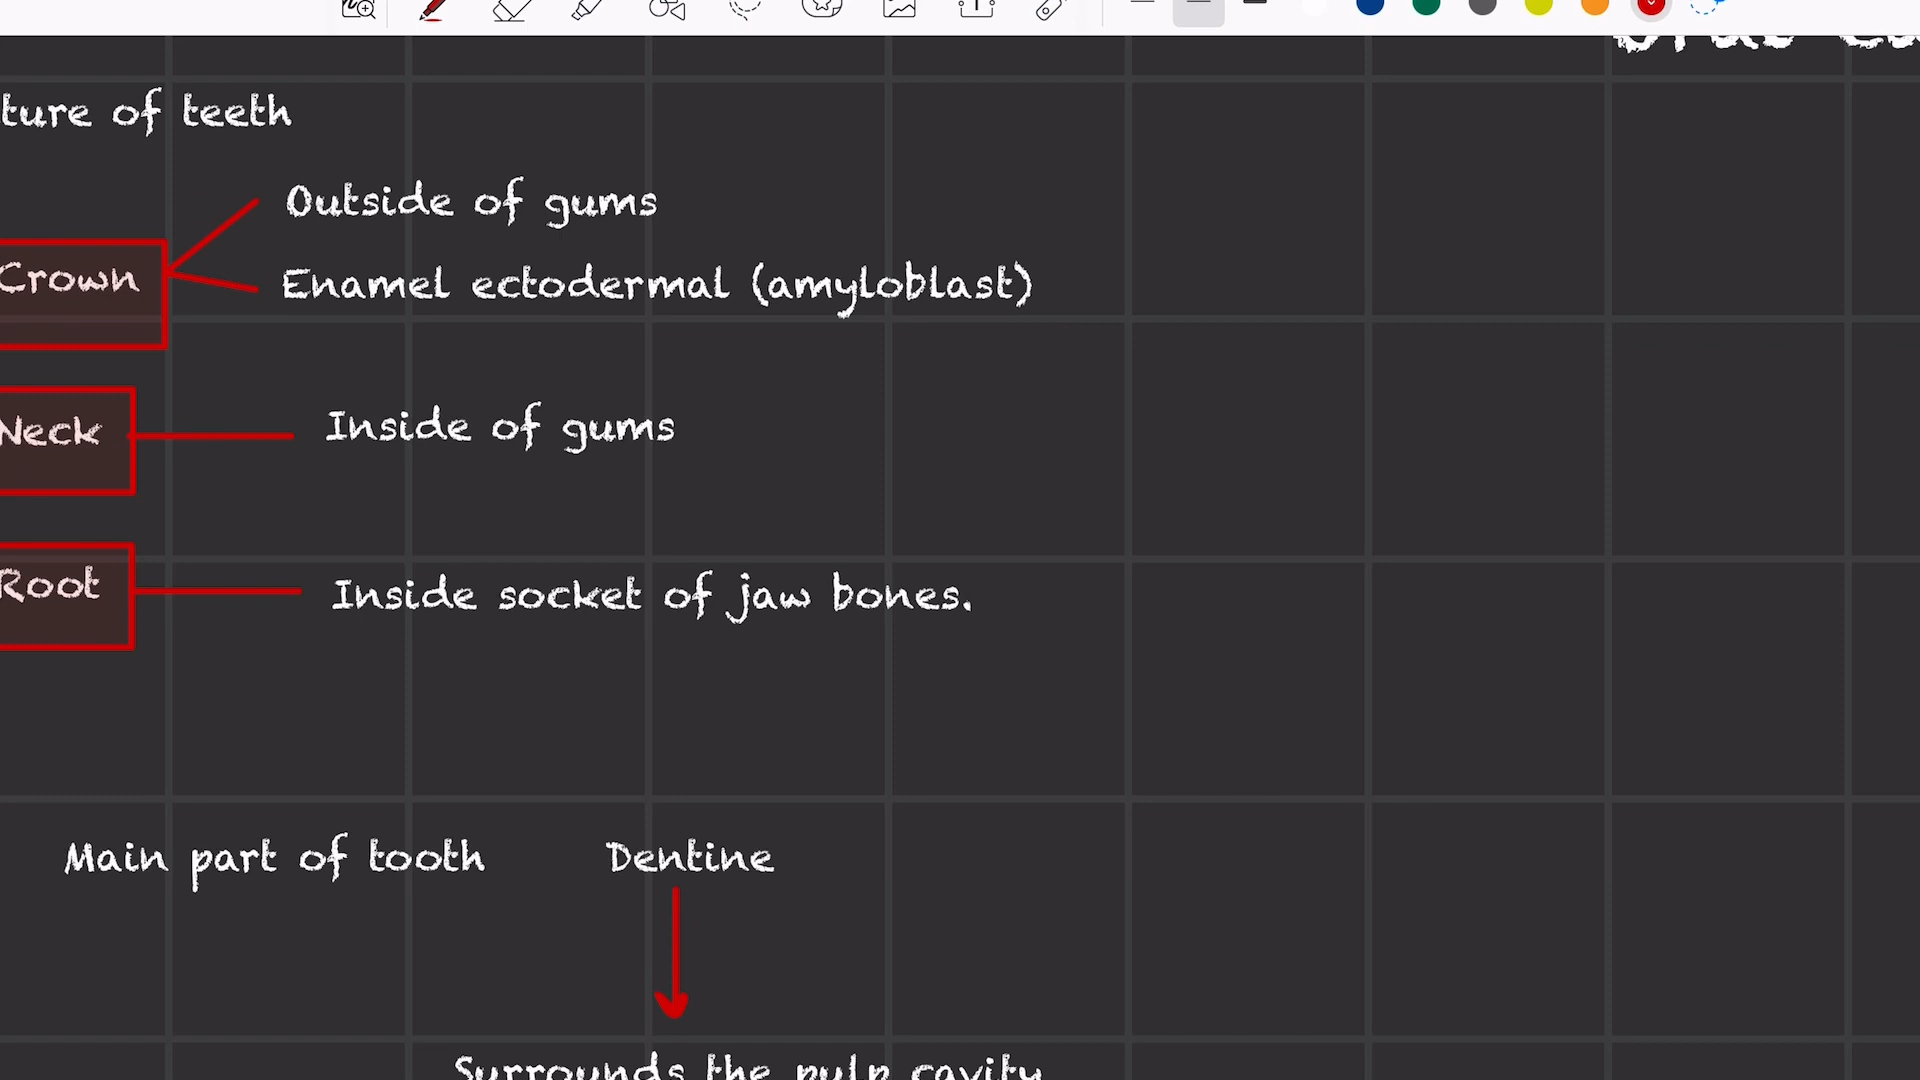 ture of teeth
Outside of gums
Crown
Enamel ectodermal (amyloblast)
Neck
Inside of gums
Root
Inside socket of jaw bones.
Main part of tooth
Dentine
Surrounds the pulp cavity